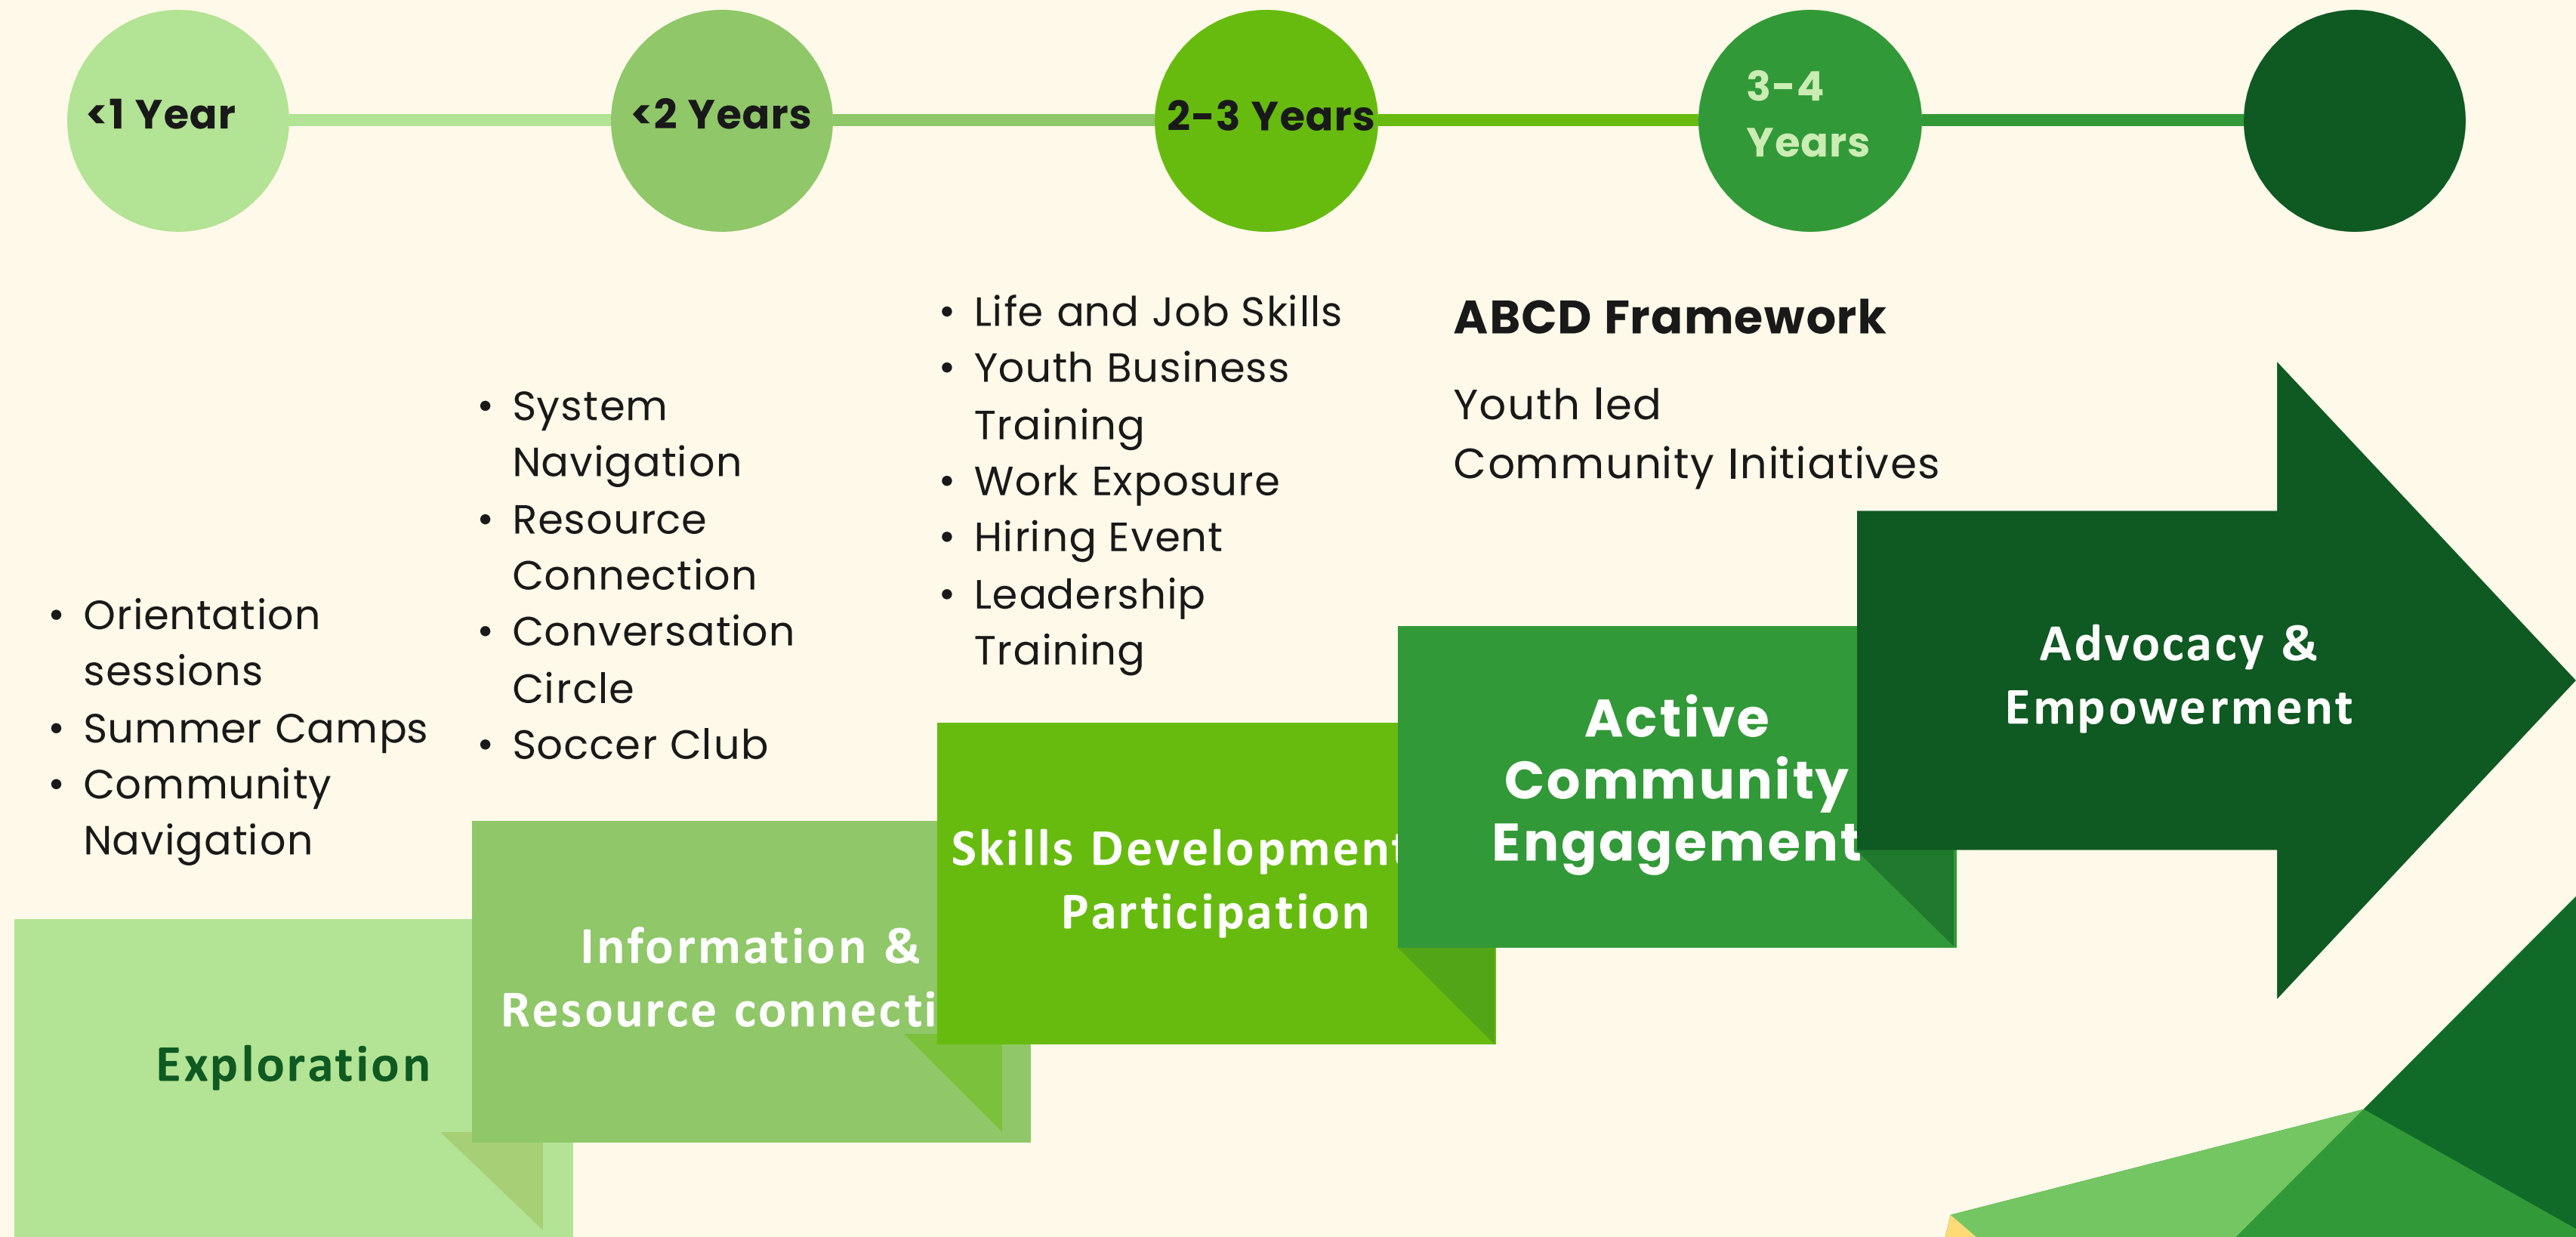 <1 Year
<2 Years
2-3 Years
3-4
Years
• Orientation
sessions
• Summer Camps
• Community
Navigation
• System
Navigation
• Resource
Connection
• Conversation
Circle
• Soccer Club
• Life and Job Skills
• Youth Business
Training
• Work Exposure
• Hiring Event
• Leadership
Training
ABCD Framework
Youth led
Community Initiatives
Exploration
Information &
Resource connecti
Skills Development
Participation
Active
Community
Engagement
Advocacy &
Empowerment